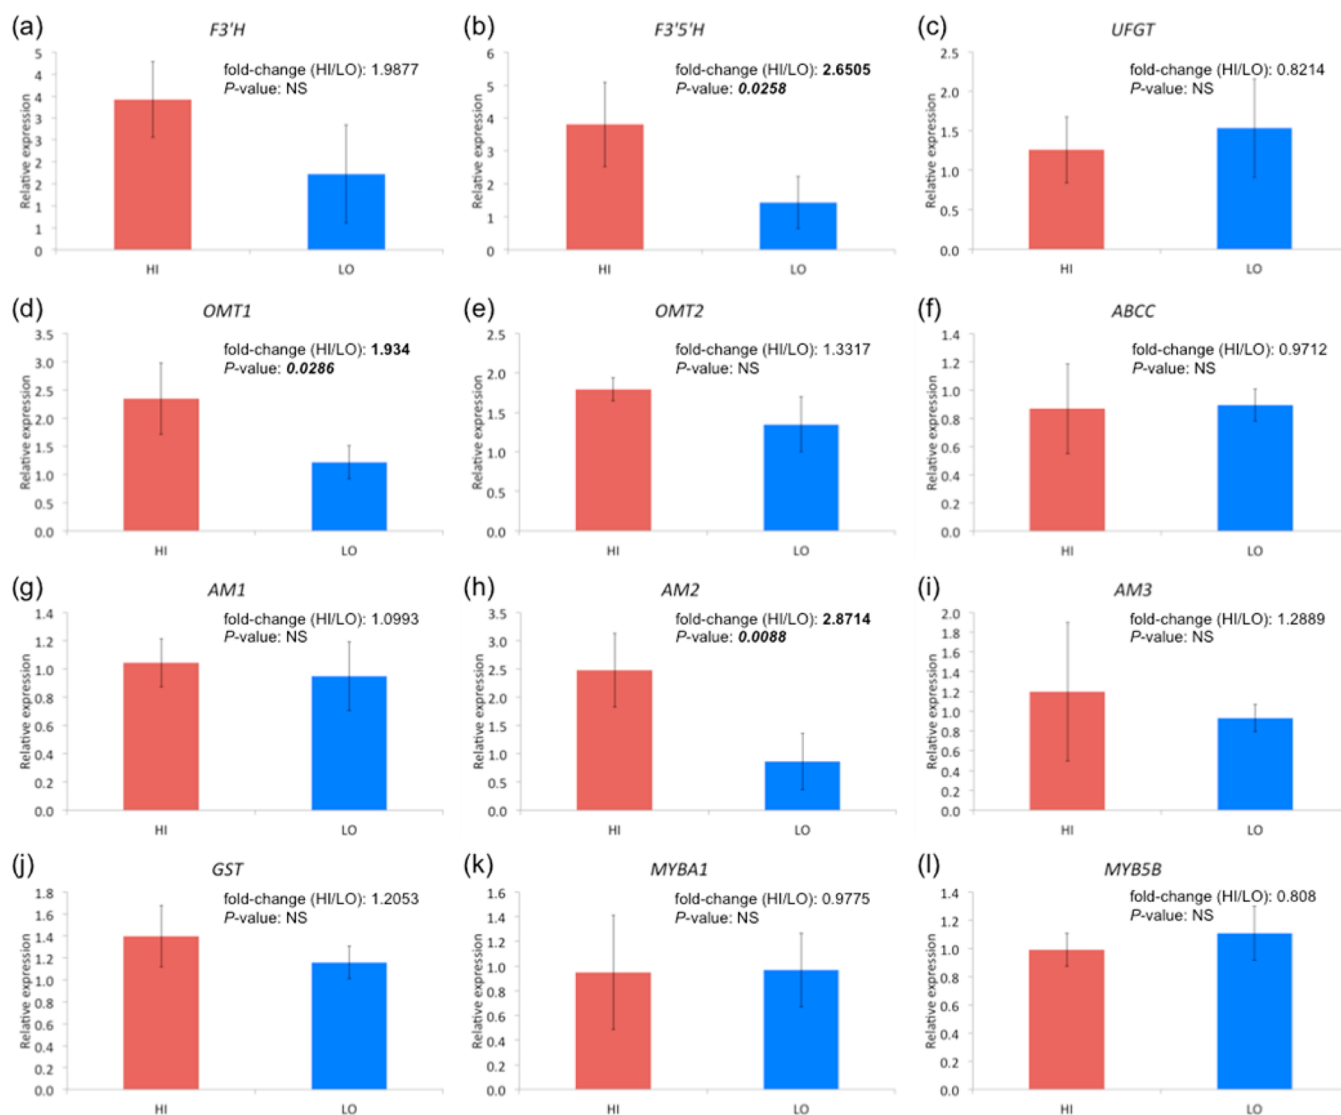 (a)
F3'H
fold-change (HI/LO): 1.9877
P-value: NS
Relative expression
5
4
4
3
3
2
2
1
1
0
HI
LO
(b)
F3'5'H
fold-change (HI/LO): 2.6505
P-value: 0.0258
Relative expression
6
5
4
3
2
1
0
HI
LO
(c)
UFGT
fold-change (HI/LO): 0.8214
P-value: NS
Relative expression
2.5
2.0
1.5
1.0
0.5
0.0
HI
LO
(d)
OMT1
fold-change (HI/LO): 1.934
P-value: 0.0286
Relative expression
3.5
3.0
2.5
2.0
1.5
1.0
0.5
0.0
HI
LO
(e)
OMT2
fold-change (HI/LO): 1.3317
P-value: NS
Relative expression
2.5
2.0
1.5
1.0
0.5
0.0
HI
LO
(f)
ABCC
fold-change (HI/LO): 0.9712
P-value: NS
Relative expression
1.4
1.2
1.0
0.8
0.6
0.4
0.2
0.0
HI
LO
(g)
AM1
fold-change (HI/LO): 1.0993
P-value: NS
Relative expression
1.4
1.2
1.0
0.8
0.6
0.4
0.2
0.0
HI
LO
(h)
AM2
fold-change (HI/LO): 2.8714
P-value: 0.0088
Relative expression
3.5
3.0
2.5
2.0
1.5
1.0
0.5
0.0
HI
LO
(i)
AM3
fold-change (HI/LO): 1.2889
P-value: NS
Relative expression
2.0
1.8
1.6
1.4
1.2
1.0
0.8
0.6
0.4
0.2
0.0
HI
LO
(j)
GST
fold-change (HI/LO): 1.2053
P-value: NS
Relative expression
1.8
1.6
1.4
1.2
1.0
0.8
0.6
0.4
0.2
0.0
HI
LO
(k)
MYBA1
fold-change (HI/LO): 0.9775
P-value: NS
Relative expression
1.6
1.4
1.2
1.0
0.8
0.6
0.4
0.2
0.0
HI
LO
(l)
MYB5B
fold-change (HI/LO): 0.808
P-value: NS
Relative expression
1.4
1.2
1.0
0.8
0.6
0.4
0.2
0.0
HI
LO